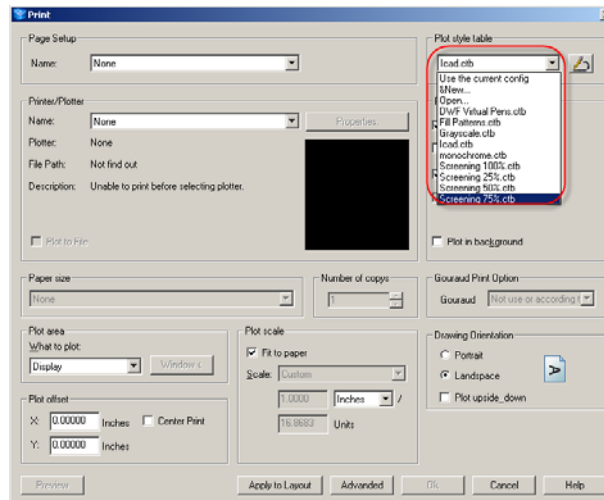 Print
Page Setup
Name: None
Plot style table
Icad.ctb
Use the current config
&New...
Open...
DWF Virtual Pens.ctb
Fill Patterns.ctb
Grayscale.ctb
Icad.ctb
monochrome.ctb
Screening 100%.ctb
Screening 25%.ctb
Screening 50%.ctb
Screening 75%.ctb
Printer/Plotter
Name: None Properties
Plotter: None
File Path: Not find out
Description: Unable to print before selecting plotter.
Plot to File
Plot in background
Paper size
None
Number of copys
1
Gouraud Print Option
Gouraud Not use or according t
Plot area
What to plot:
Display Window <
Plot scale
Fit to paper
Scale: Custom
1.0000 Inches /
16.8683 Units
Drawing Orientation
Portrait
Landspace
Plot upside_down
A
Plot offset
X: 0.00000 Inches Center Print
Y: 0.00000 Inches
Preview Apply to Layout Advanded Ok Cancel Help